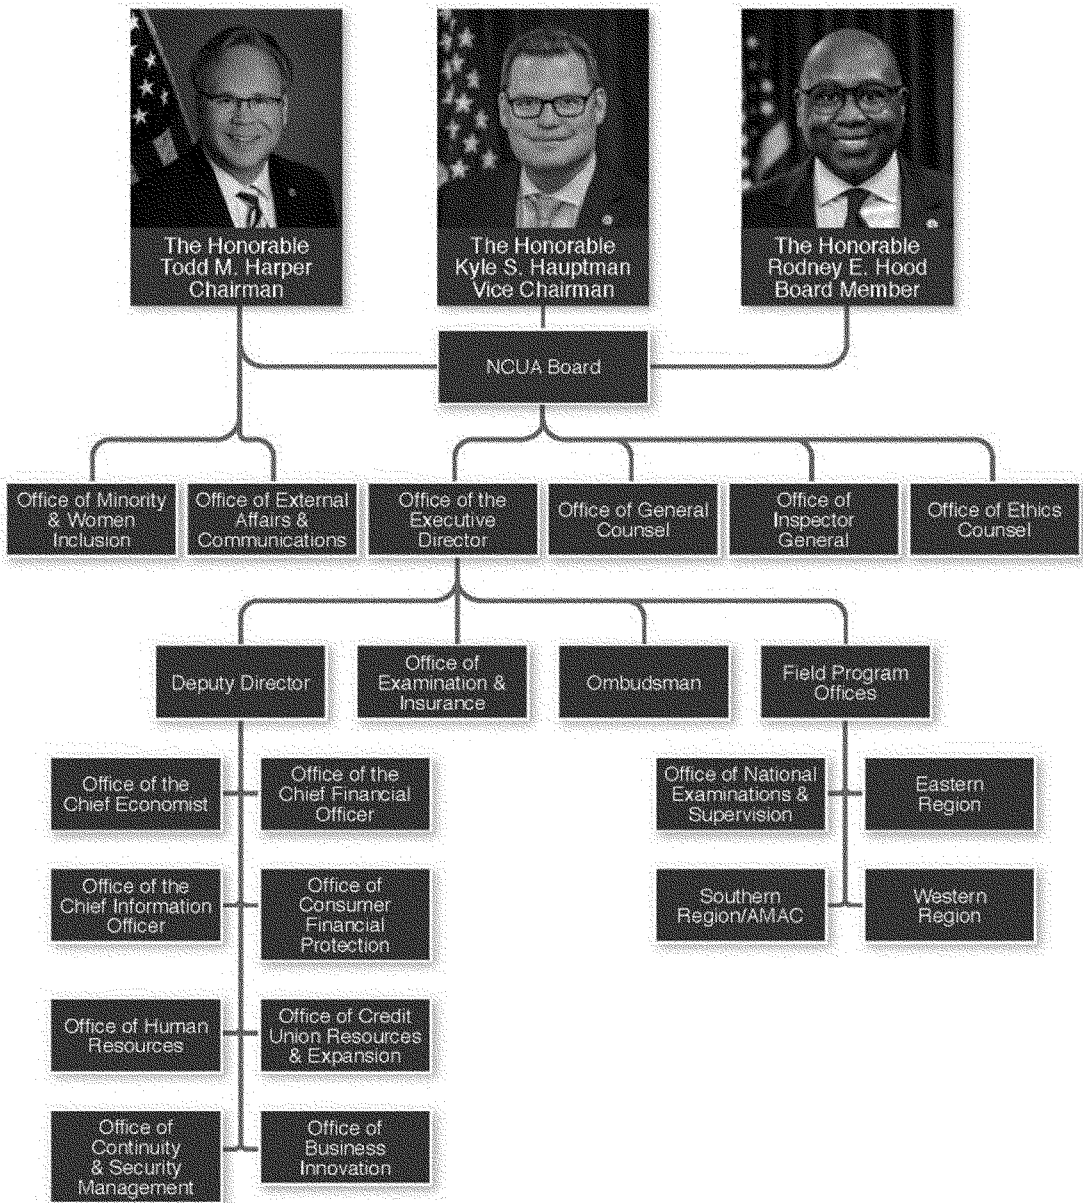 The Honorable
Todd M. Harper
Chairman
The Honorable
Kyle S. Hauptman
Vice Chairman
The Honorable
Rodney E. Hood
Board Member
NCUA Board
Office of Minority
& Women
Inclusion
Office of External
Affairs &
Communications
Office of the
Executive
Director
Office of General
Counsel
Office of
Inspector
General
Office of Ethics
Counsel
Deputy Director
Office of
Examination &
Insurance
Ombudsman
Field Program
Offices
Office of the
Chief Economist
Office of the
Chief Financial
Officer
Office of National
Examinations &
Supervision
Eastern
Region
Office of the
Chief Information
Officer
Office of
Consumer
Financial
Protection
Southern
Region/AMAC
Western
Region
Office of Human
Resources
Office of Credit
Union Resources
& Expansion
Office of
Continuity
& Security
Management
Office of
Business
Innovation